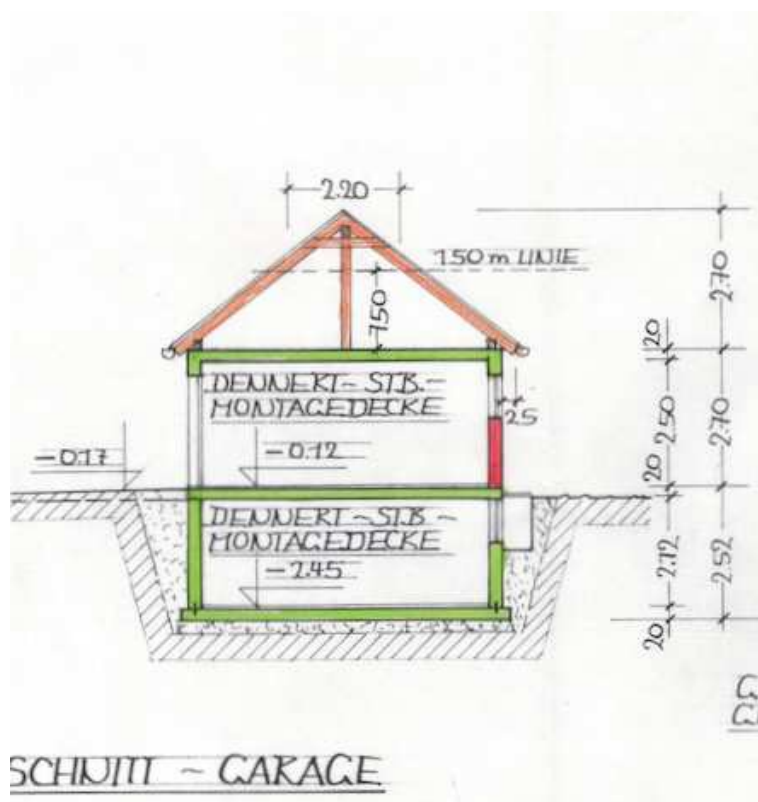 2.20
1.50 m LINIE
1.50
2.70
20
DENNERT - STB. -
MONTAGEDECKE
25
2.50
2.70
-0.17
-0.12
20
DENNERT - STB -
MONTAGEDECKE
-2.45
2.12
2.52
20
SCHNITT - GARAGE